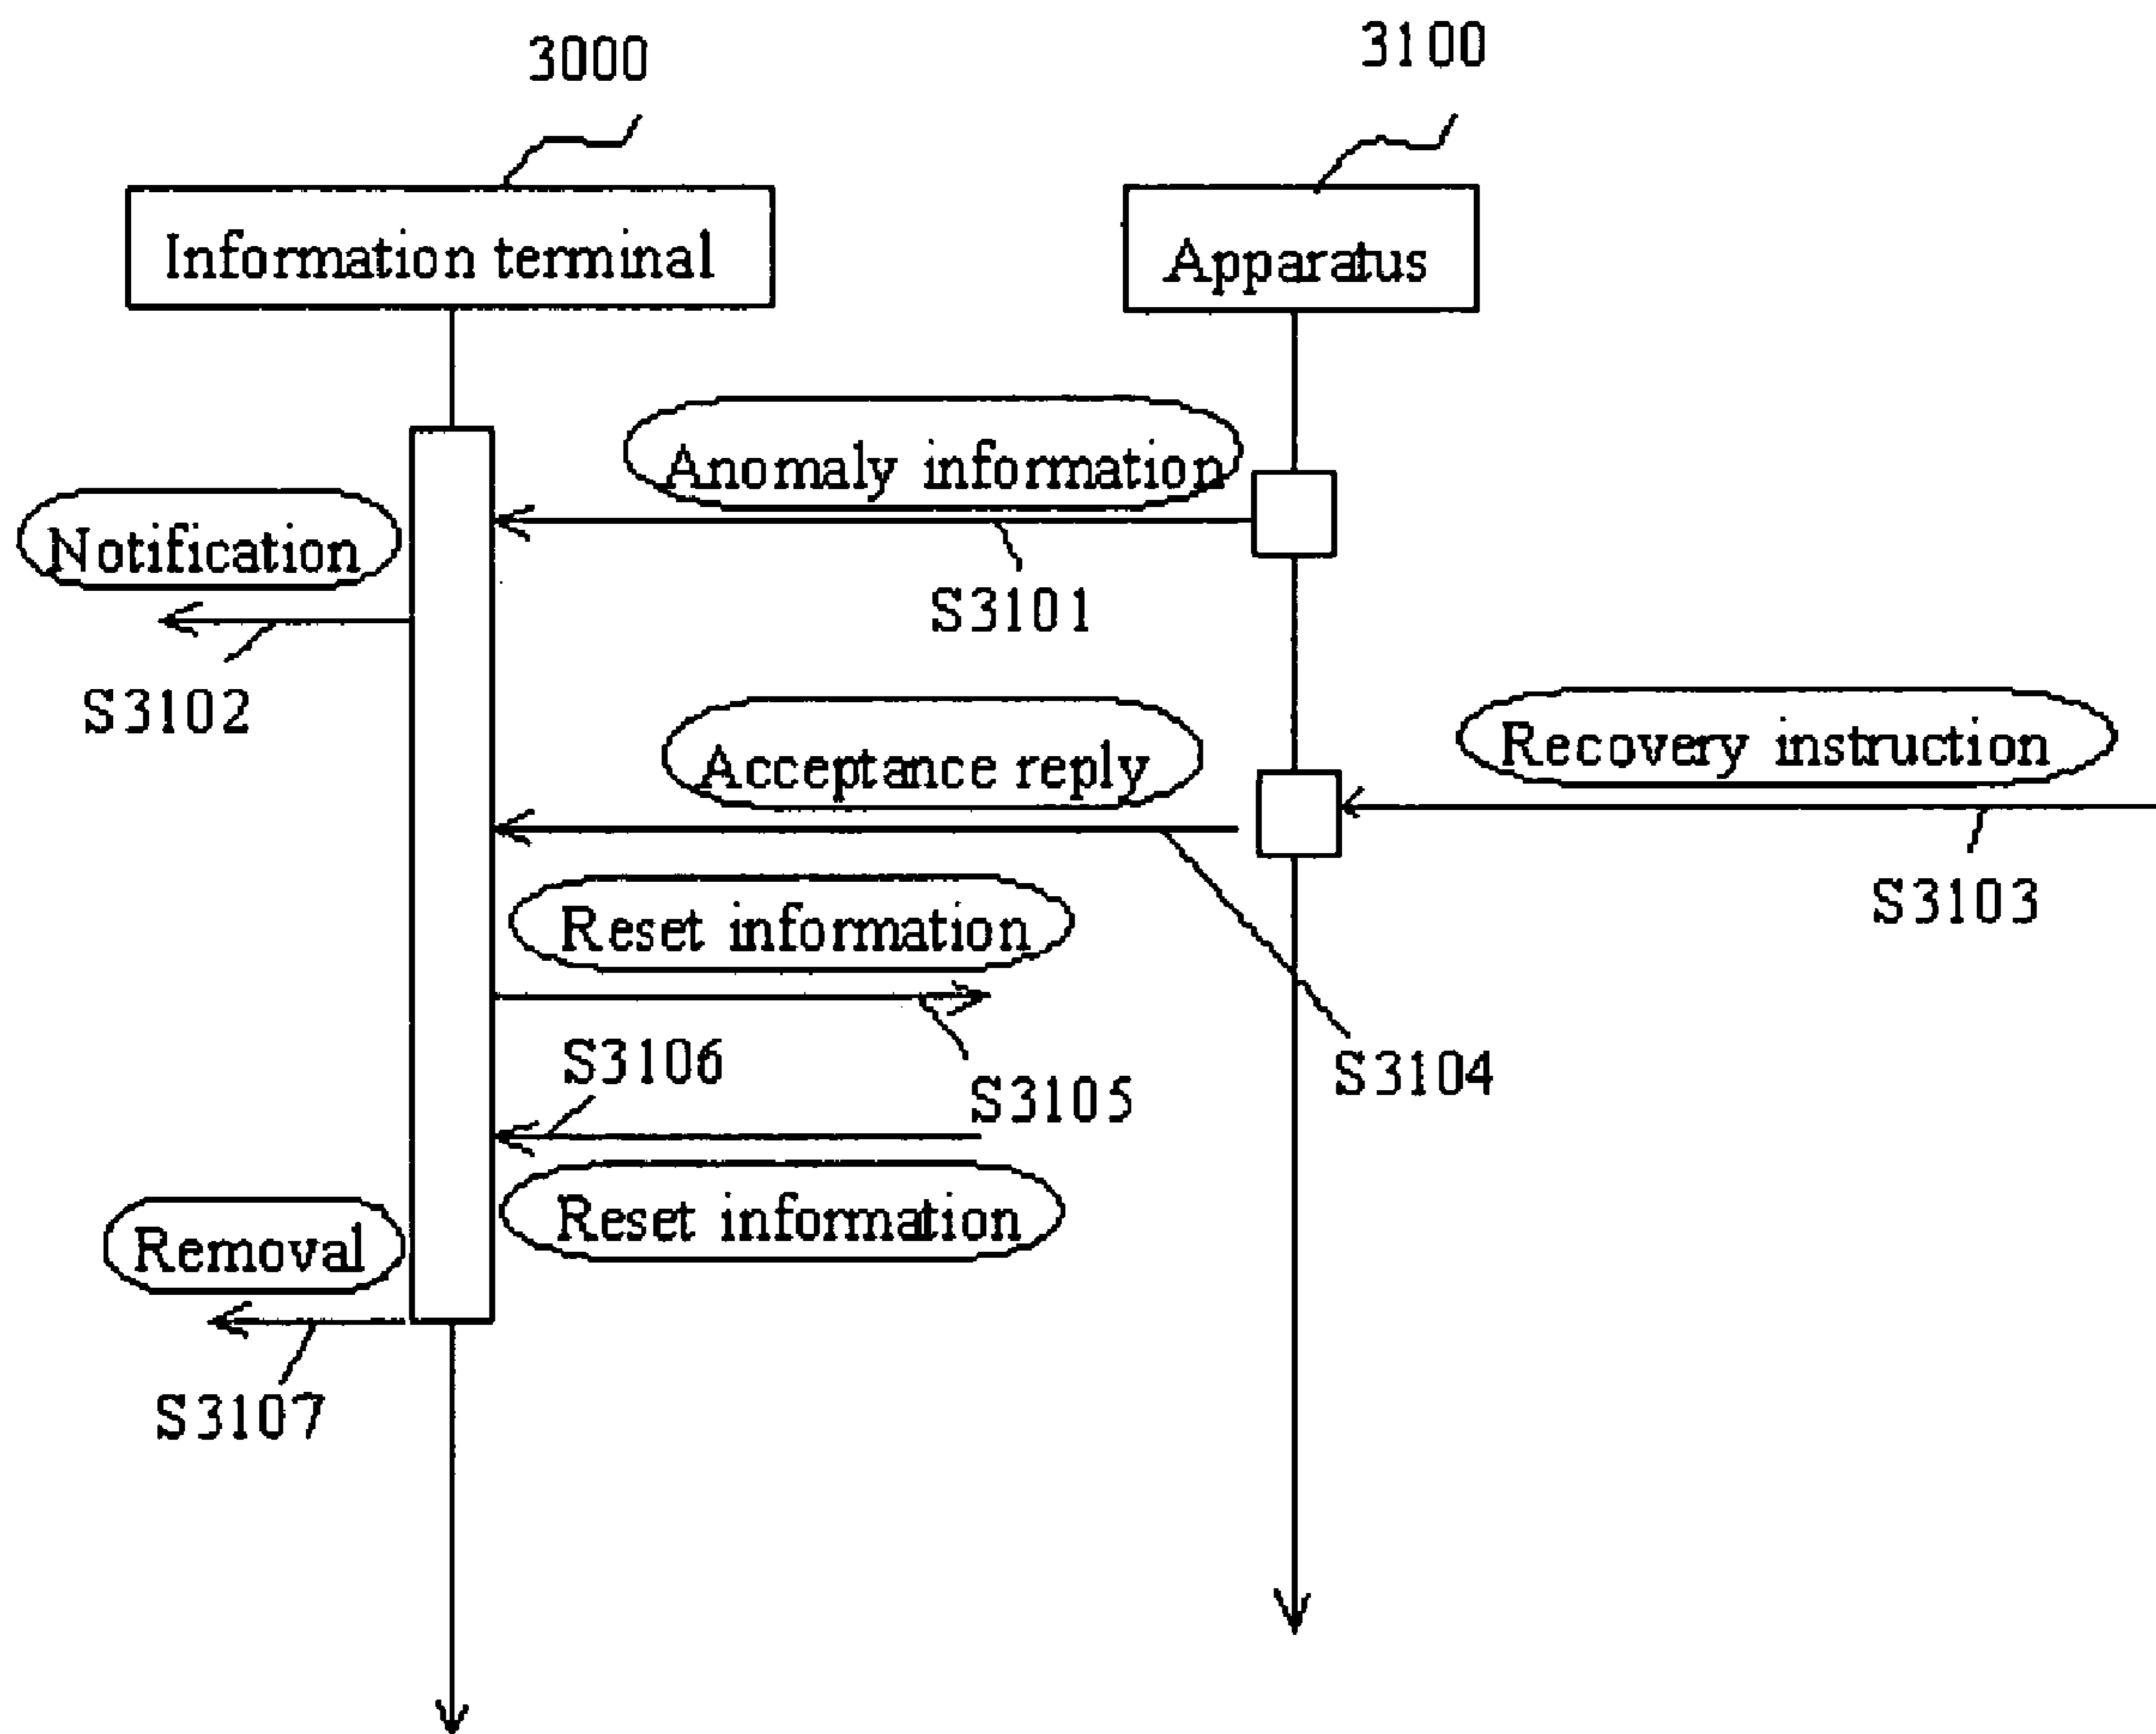 3000
3100
Information terminal
Apparatus
Anomaly information
Notification
S3101
S3102
Recovery instruction
Acceptance reply
S3103
Reset information
S3106
S3105
S3104
Reset information
Removal
S3107